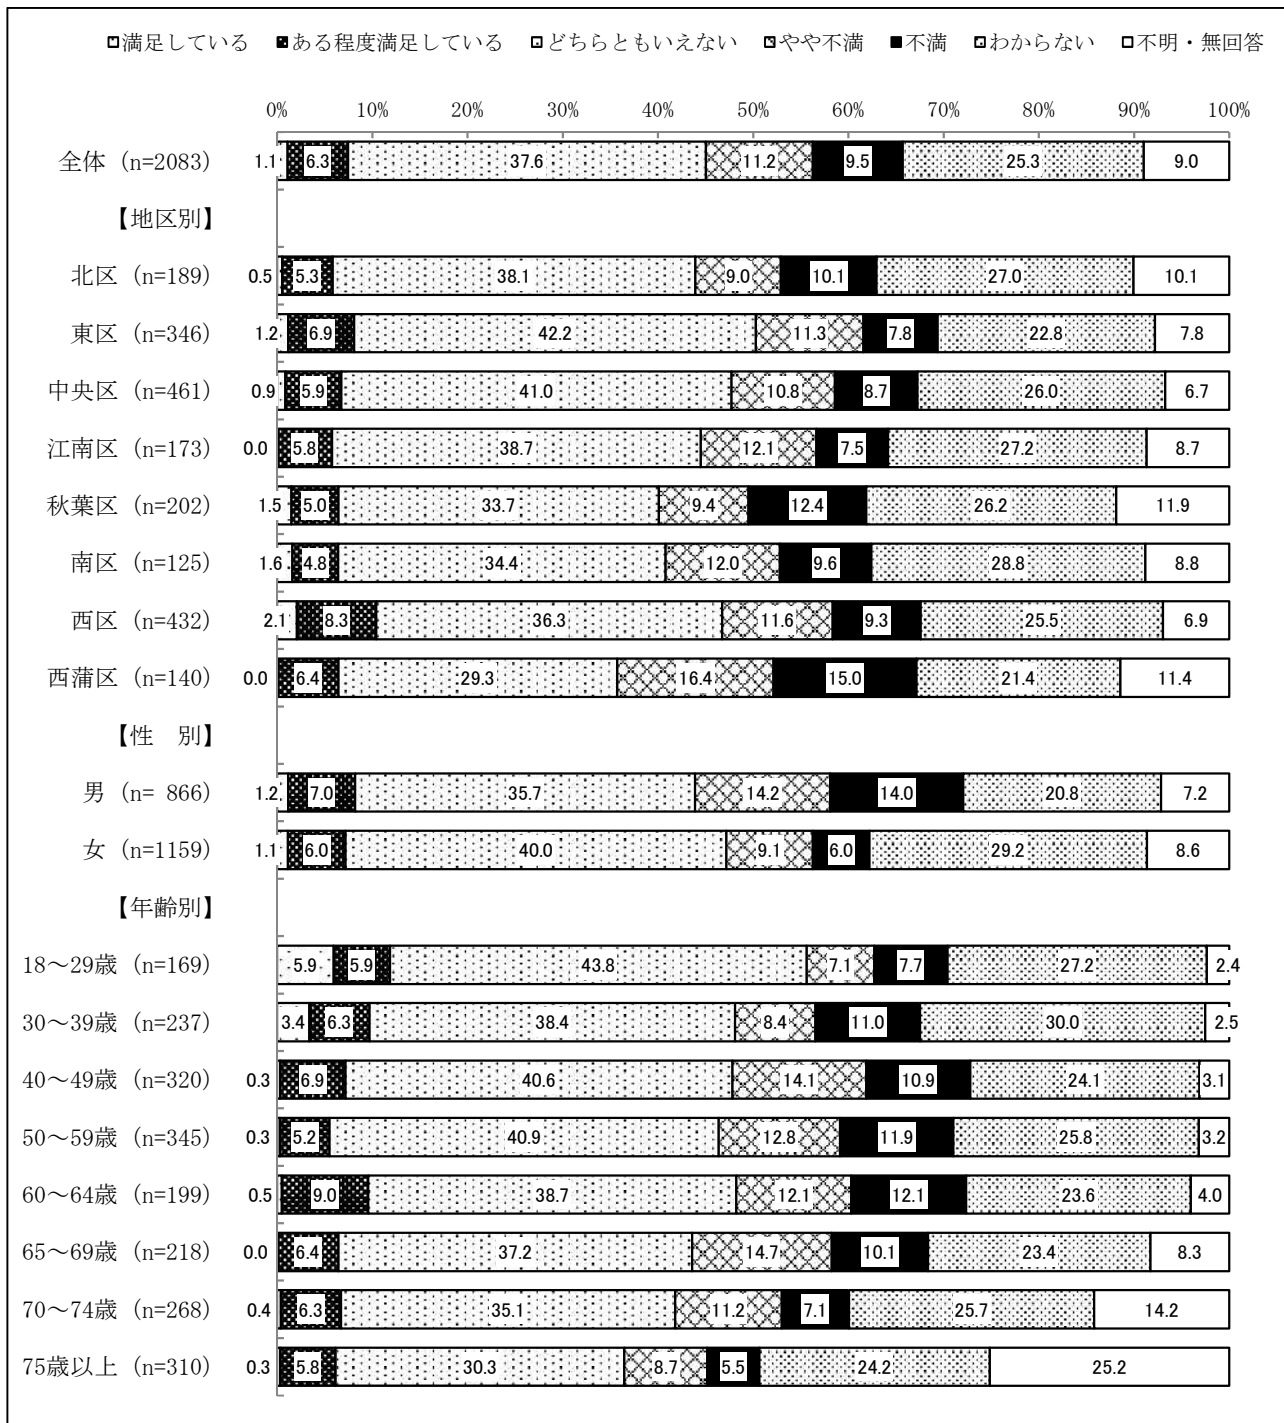 満足している ある程度満足している どちらともいえない やや不満 不満 わからない 不明・無回答
0% 10% 20% 30% 40% 50% 60% 70% 80% 90% 100%
全体 (n=2083) 1.1 6.3 37.6 11.2 9.5 25.3 9.0
【地区別】
北区 (n=189) 0.5 5.3 38.1 9.0 10.1 27.0 10.1
東区 (n=346) 1.2 6.9 42.2 11.3 7.8 22.8 7.8
中央区 (n=461) 0.9 5.9 41.0 10.8 8.7 26.0 6.7
江南区 (n=173) 0.0 5.8 38.7 12.1 7.5 27.2 8.7
秋葉区 (n=202) 1.5 5.0 33.7 9.4 12.4 26.2 11.9
南区 (n=125) 1.6 4.8 34.4 12.0 9.6 28.8 8.8
西区 (n=432) 2.1 8.3 36.3 11.6 9.3 25.5 6.9
西蒲区 (n=140) 0.0 6.4 29.3 16.4 15.0 21.4 11.4
【性　別】
男 (n= 866) 1.2 7.0 35.7 14.2 14.0 20.8 7.2
女 (n=1159) 1.1 6.0 40.0 9.1 6.0 29.2 8.6
【年齢別】
18～29歳 (n=169) 5.9 5.9 43.8 7.1 7.7 27.2 2.4
30～39歳 (n=237) 3.4 6.3 38.4 8.4 11.0 30.0 2.5
40～49歳 (n=320) 0.3 6.9 40.6 14.1 10.9 24.1 3.1
50～59歳 (n=345) 0.3 5.2 40.9 12.8 11.9 25.8 3.2
60～64歳 (n=199) 0.5 9.0 38.7 12.1 12.1 23.6 4.0
65～69歳 (n=218) 0.0 6.4 37.2 14.7 10.1 23.4 8.3
70～74歳 (n=268) 0.4 6.3 35.1 11.2 7.1 25.7 14.2
75歳以上 (n=310) 0.3 5.8 30.3 8.7 5.5 24.2 25.2